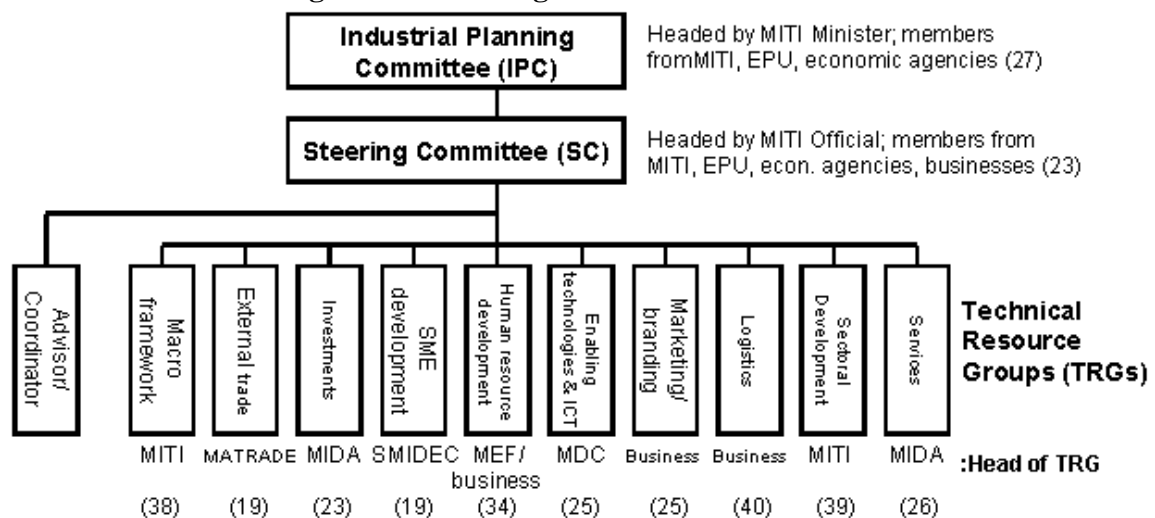 Industrial Planning
Committee (IPC)
Headed by MITI Minister; members
fromMITI, EPU, economic agencies (27)
Steering Committee (SC)
Headed by MITI Official; members from
MITI, EPU, econ. agencies, businesses (23)
Advisor/
Coordinator
Macro
framework
External trade
Investments
SME
development
Human resource
development
Enabling
technologies & ICT
Marketing/
branding
Logistics
Sectoral
Development
Services
Technical
Resource
Groups (TRGs)
MITI MATRADE MIDA SMIDEC MEF/ MDC Business Business MITI MIDA :Head of TRG
business
(38) (19) (23) (19) (34) (25) (25) (40) (39) (26)